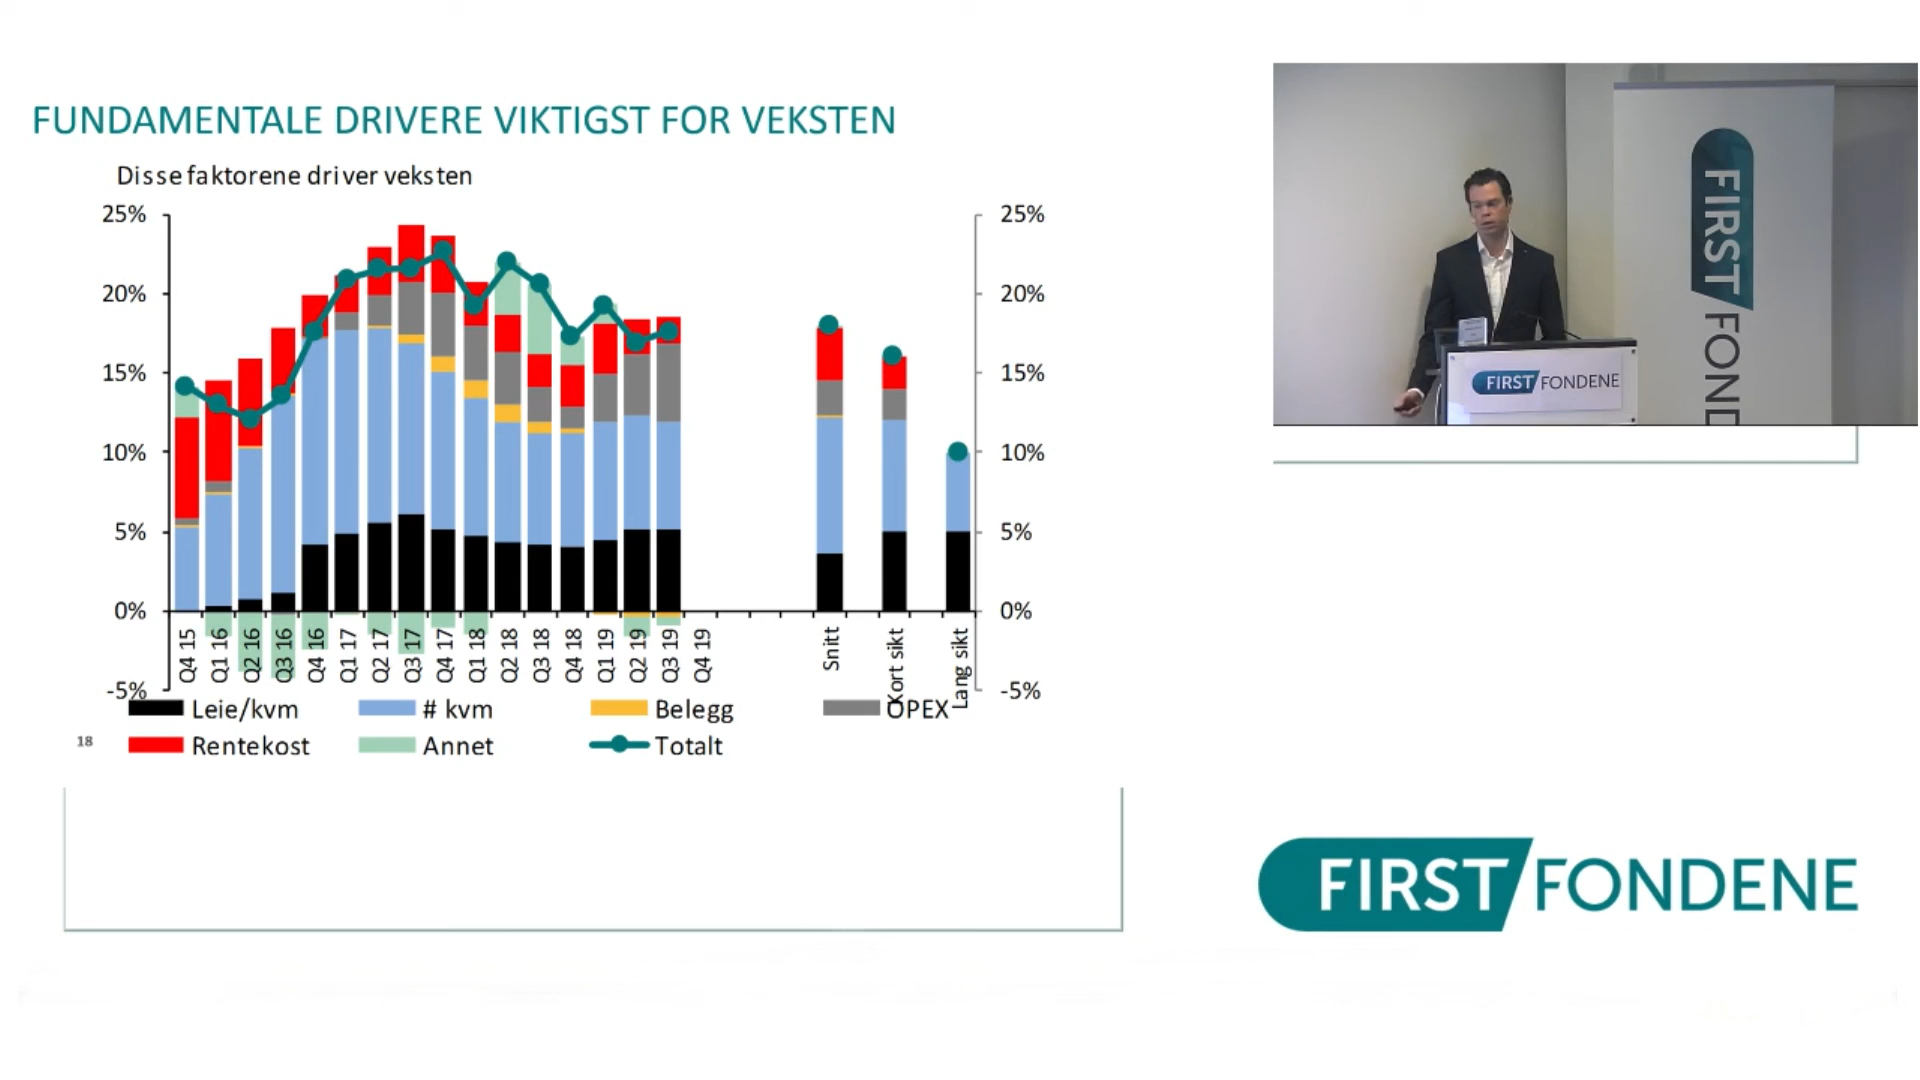 FUNDAMENTALE DRIVERE VIKTIGST FOR VEKSTEN
Disse faktorene driver veksten
25%
20%
15%
10%
5%
0%
-5%
25%
20%
15%
10%
5%
0%
-5%
Q4 15
Q1 16
Q2 16
Q3 16
Q4 16
Q1 17
Q2 17
Q3 17
Q4 17
Q1 18
Q2 18
Q3 18
Q4 18
Q1 19
Q2 19
Q3 19
Q4 19
Snitt
Kort sikt
Lang sikt
Leie/kvm
# kvm
Belegg
OPEX
Rentekost
Annet
Totalt
18
FIRST FOND
FIRST FONDENE
FIRST FONDENE